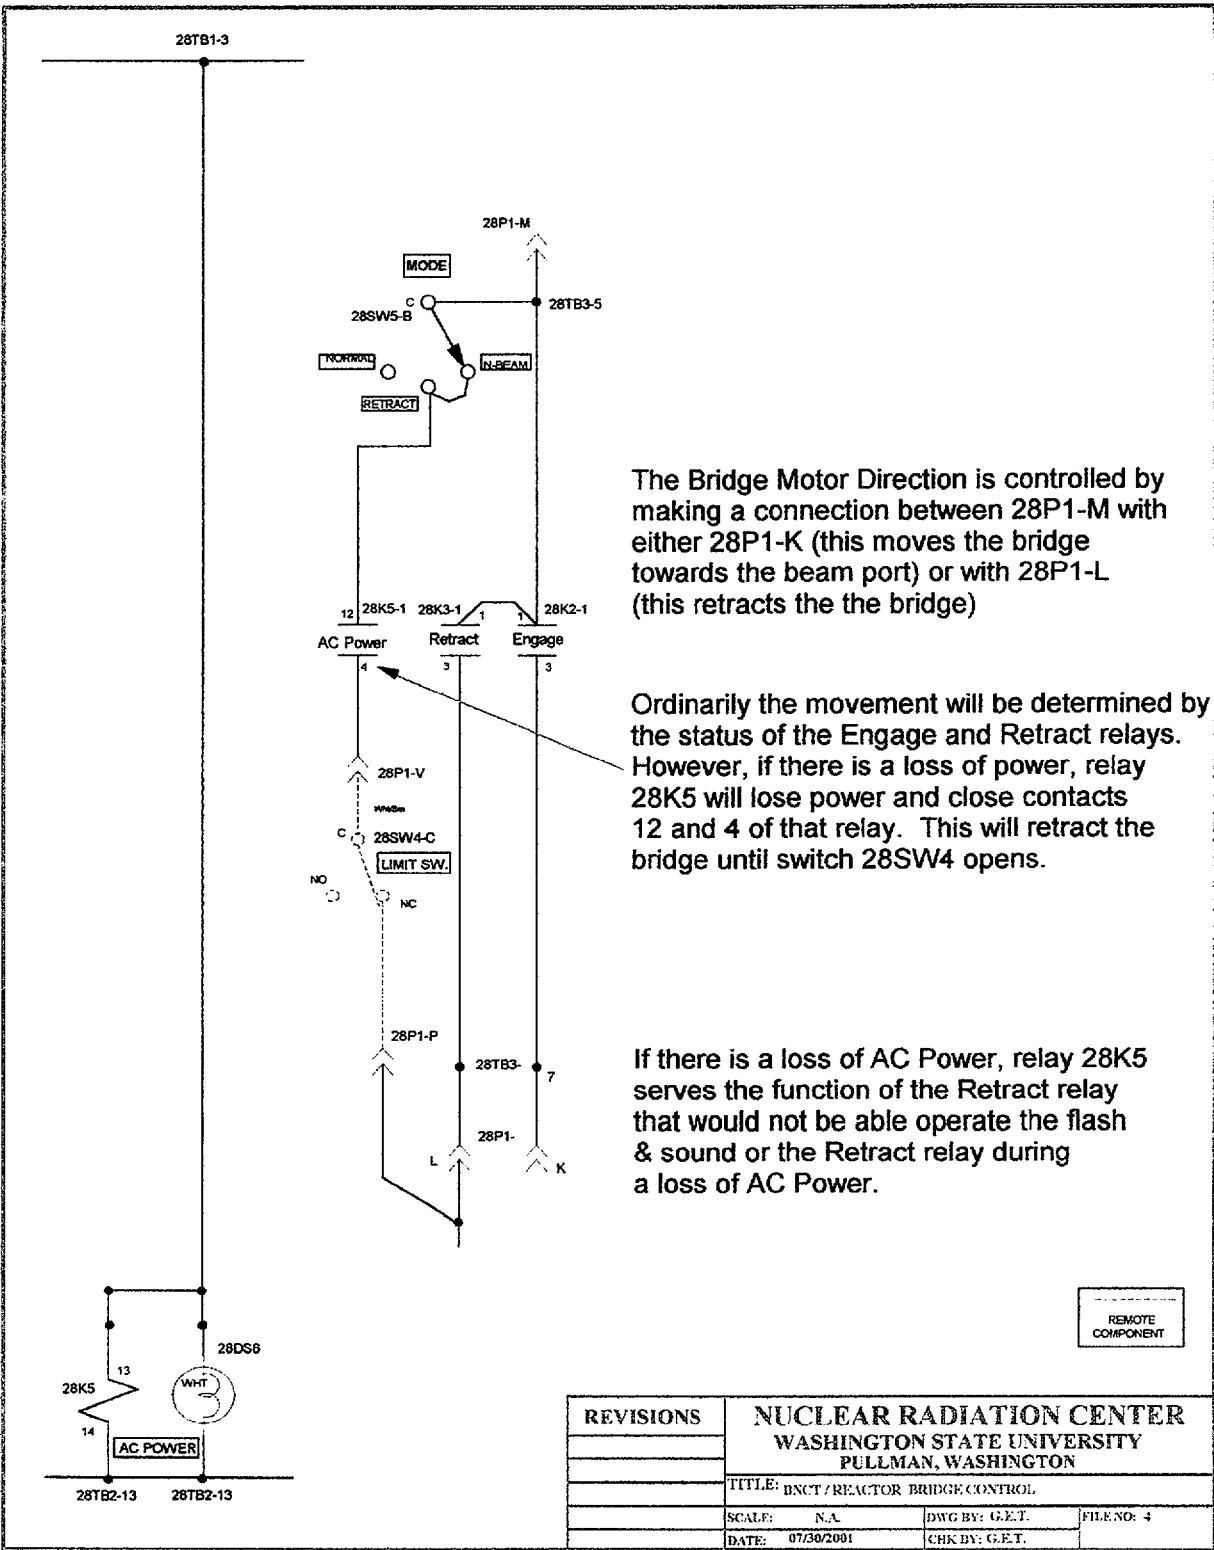 28TB1-3
28P1-M
MODE
C
28SW5-B
28TB3-5
NORMAL
N-BEAM
RETRACT
The Bridge Motor Direction is controlled by
making a connection between 28P1-M with
either 28P1-K (this moves the bridge
towards the beam port) or with 28P1-L
(this retracts the the bridge)
12 28K5-1 28K3-1 1 1 28K2-1
AC Power Retract Engage
4 3 3
Ordinarily the movement will be determined by
the status of the Engage and Retract relays.
However, if there is a loss of power, relay
28K5 will lose power and close contacts
12 and 4 of that relay. This will retract the
bridge until switch 28SW4 opens.
28P1-V
C 28SW4-C
LIMIT SW.
NO
NC
28P1-P
28TB3-
7
If there is a loss of AC Power, relay 28K5
serves the function of the Retract relay
that would not be able operate the flash
& sound or the Retract relay during
a loss of AC Power.
28P1-
L K
REMOTE
COMPONENT
28DS6
13
28K5
WHT
14
AC POWER
28TB2-13 28TB2-13
REVISIONS
NUCLEAR RADIATION CENTER
WASHINGTON STATE UNIVERSITY
PULLMAN, WASHINGTON
TITLE: BNCT / REACTOR BRIDGE CONTROL
SCALE: N.A. DWG BY: G.E.T. FILE NO: 4
DATE: 07/30/2001 CHK BY: G.E.T.